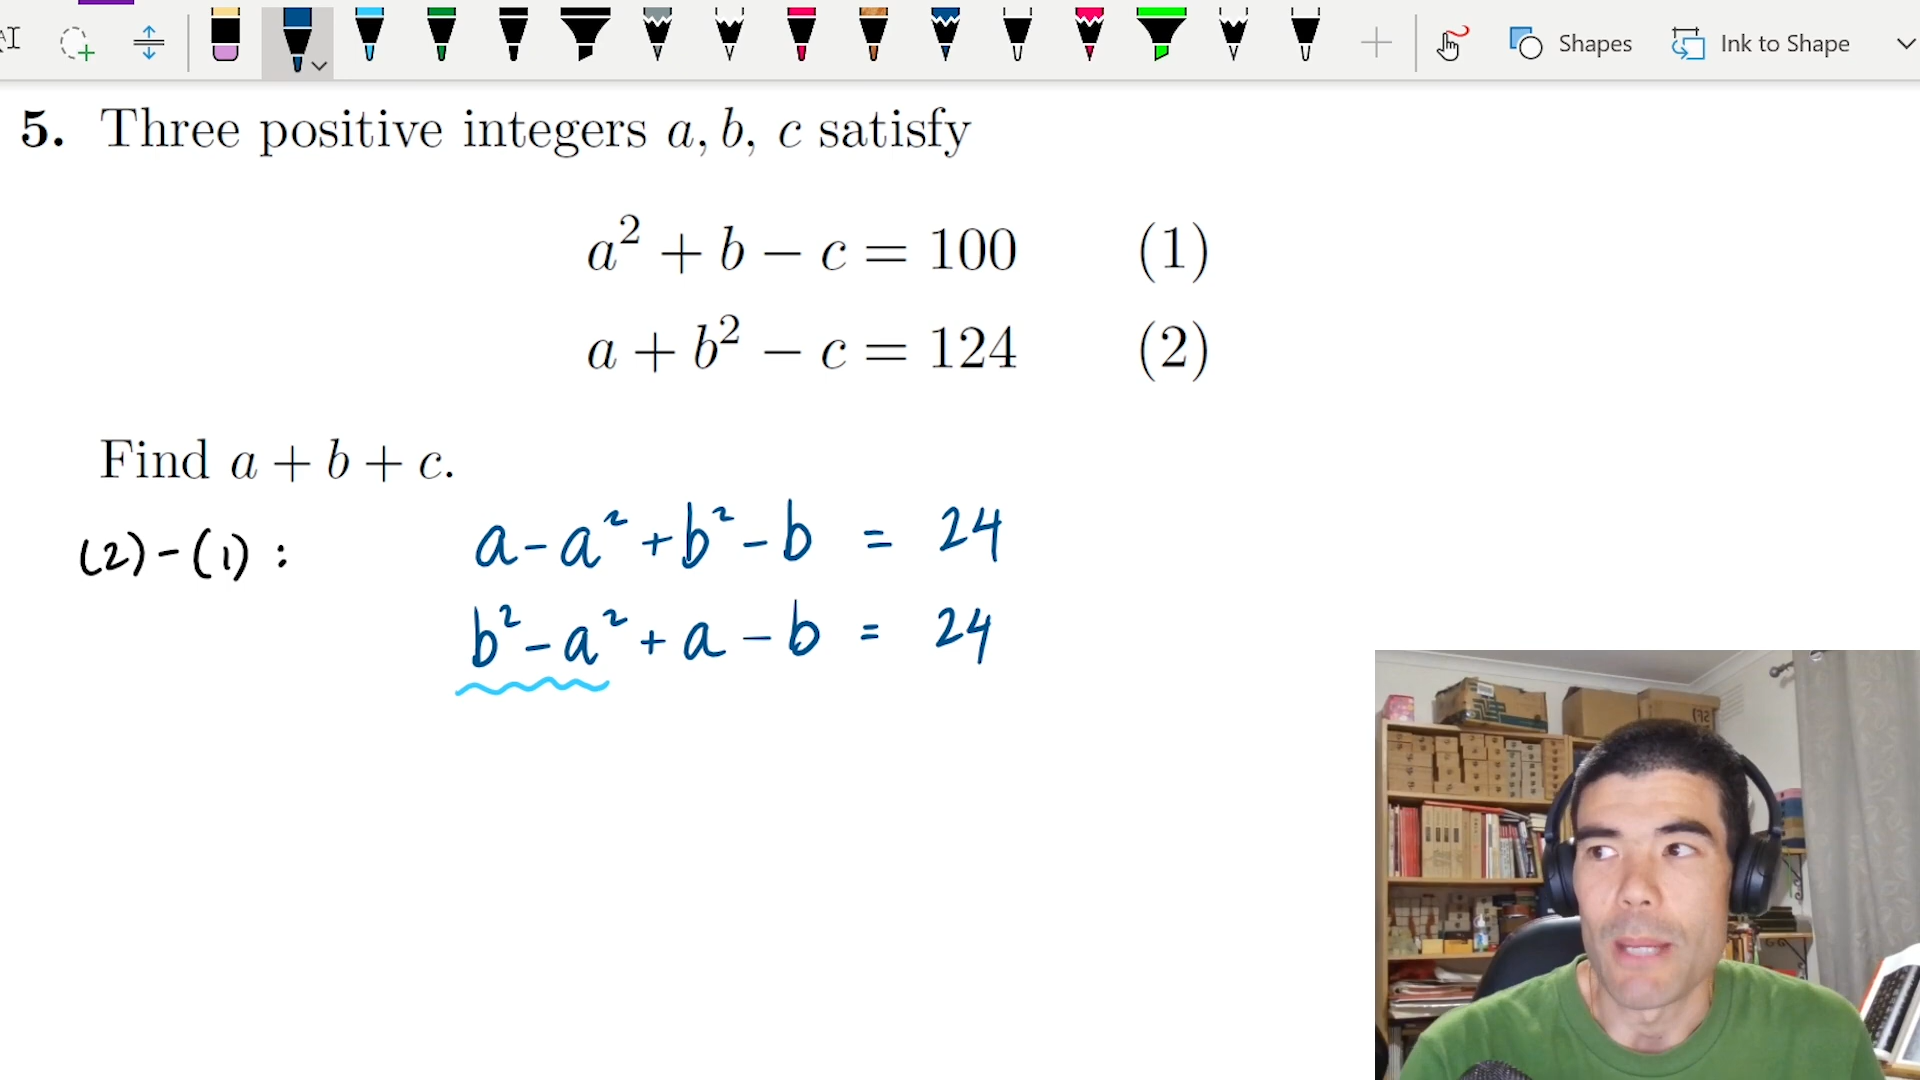 Shapes
Ink to Shape
5. Three positive integers a, b, c satisfy
a² + b − c = 100 (1)
a + b² − c = 124 (2)
Find a + b + c.
(2)-(1): a - a² + b² - b = 24
b² - a² + a - b = 24